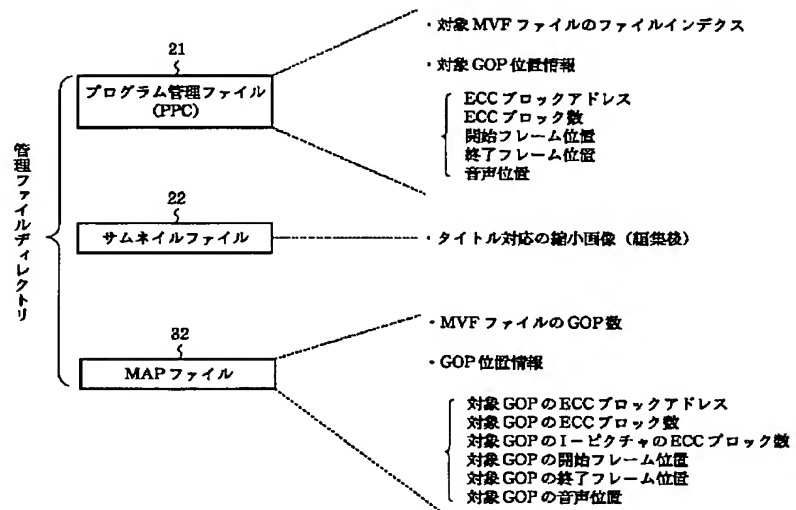 管理ファイルディレクトリ
21
プログラム管理ファイル
(PPC)
・対象 MVF ファイルのファイルインデクス
・対象 GOP 位置情報
ECC ブロックアドレス
ECC ブロック数
開始フレーム位置
終了フレーム位置
音声位置
22
サムネイルファイル
・タイトル対応の縮小画像（編集後）
32
MAP ファイル
・MVF ファイルの GOP 数
・GOP 位置情報
対象 GOP の ECC ブロックアドレス
対象 GOP の ECC ブロック数
対象 GOP の I－ピクチャの ECC ブロック数
対象 GOP の開始フレーム位置
対象 GOP の終了フレーム位置
対象 GOP の音声位置